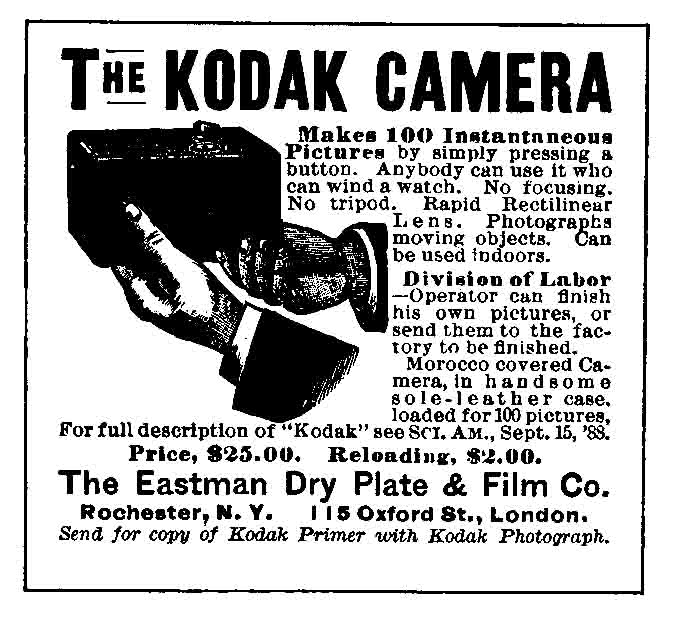 THE KODAK CAMERA
Makes 100 Instantnneous
Pictures by simply pressing a
button. Anybody can use it who
can wind a watch. No focusing.
No tripod. Rapid Rectilinear
Lens. Photographs
moving objects. Can
be used indoors.
Division of Labor
—Operator can finish
his own pictures, or
send them to the fac-
tory to be finished.
Morocco covered Ca-
mera, in handsome
sole-leather case,
loaded for 100 pictures,
For full description of "Kodak" see SCI. AM., Sept. 15, '88.
Price, $25.00. Reloading, $2.00.
The Eastman Dry Plate & Film Co.
Rochester, N. Y. 115 Oxford St., London.
Send for copy of Kodak Primer with Kodak Photograph.